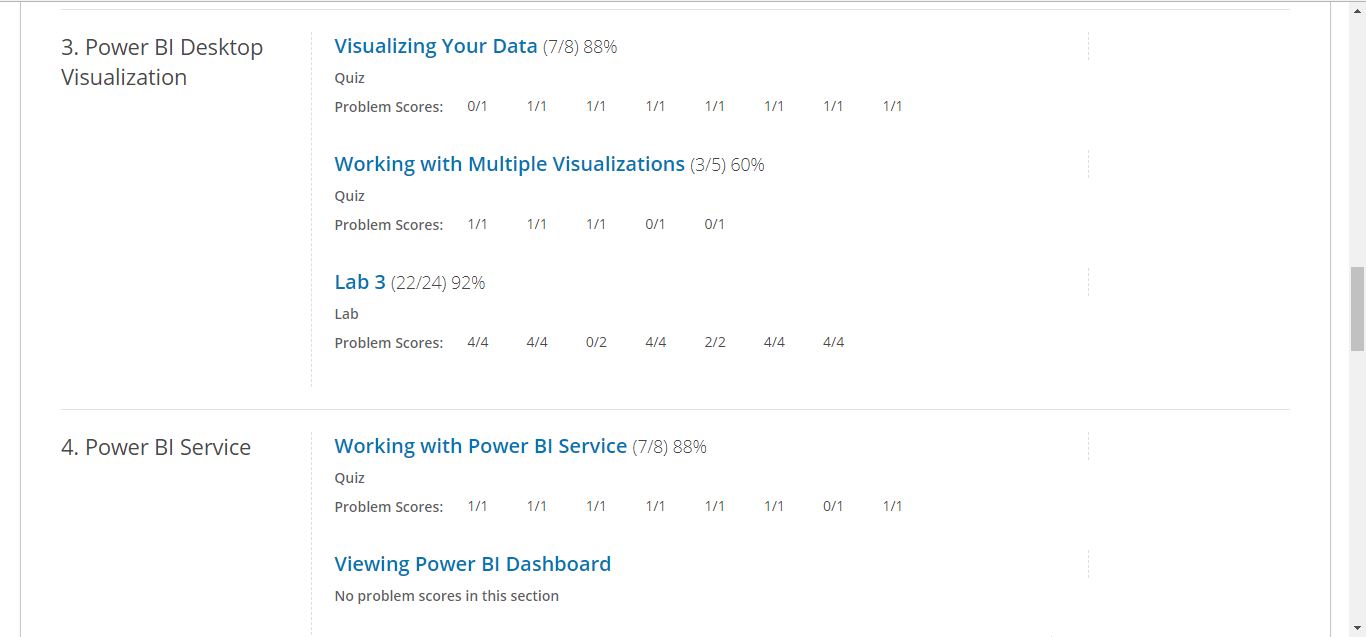 3. Power BI Desktop
Visualization
Visualizing Your Data (7/8) 88%
Quiz
Problem Scores: 0/1 1/1 1/1 1/1 1/1 1/1 1/1 1/1
Working with Multiple Visualizations (3/5) 60%
Quiz
Problem Scores: 1/1 1/1 1/1 0/1 0/1
Lab 3 (22/24) 92%
Lab
Problem Scores: 4/4 4/4 0/2 4/4 2/2 4/4 4/4
4. Power BI Service
Working with Power BI Service (7/8) 88%
Quiz
Problem Scores: 1/1 1/1 1/1 1/1 1/1 1/1 0/1 1/1
Viewing Power BI Dashboard
No problem scores in this section